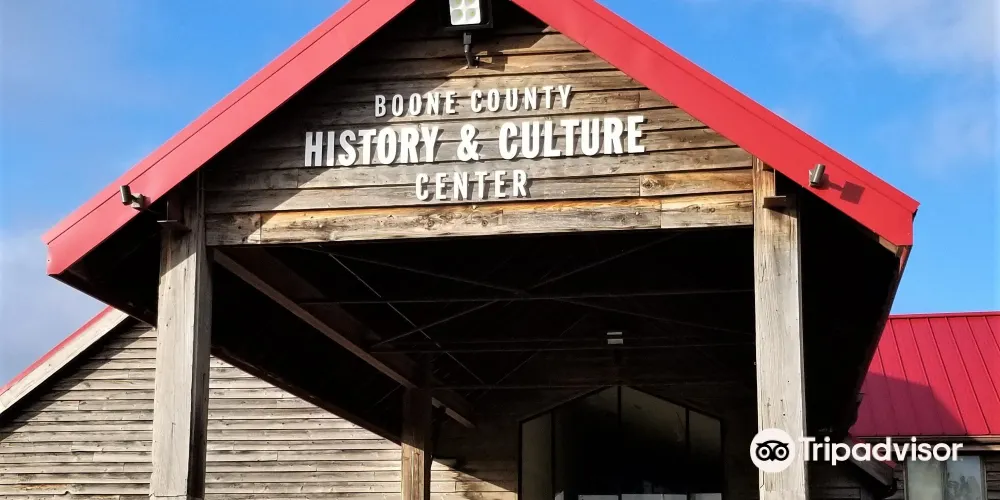 BOONE COUNTY
HISTORY & CULTURE
CENTER
Tripadvisor